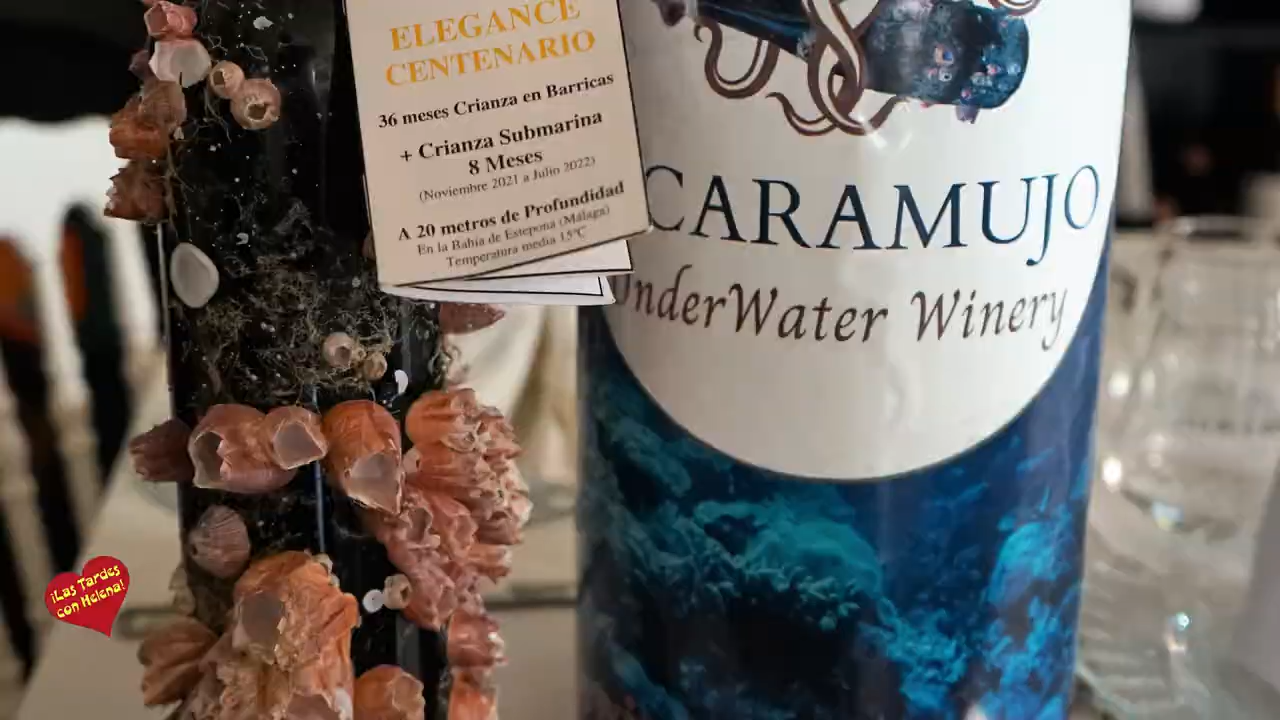 ELEGANCE
CENTENARIO
36 meses Crianza en Barricas
+ Crianza Submarina
8 Meses
(Noviembre 2021 a Julio 2022)
A 20 metros de Profundidad
En la Bahía de Estepona (Málaga)
Temperatura media 15ºC
CARAMUJO
UnderWater Winery
¡Las Tardes
con Helena!